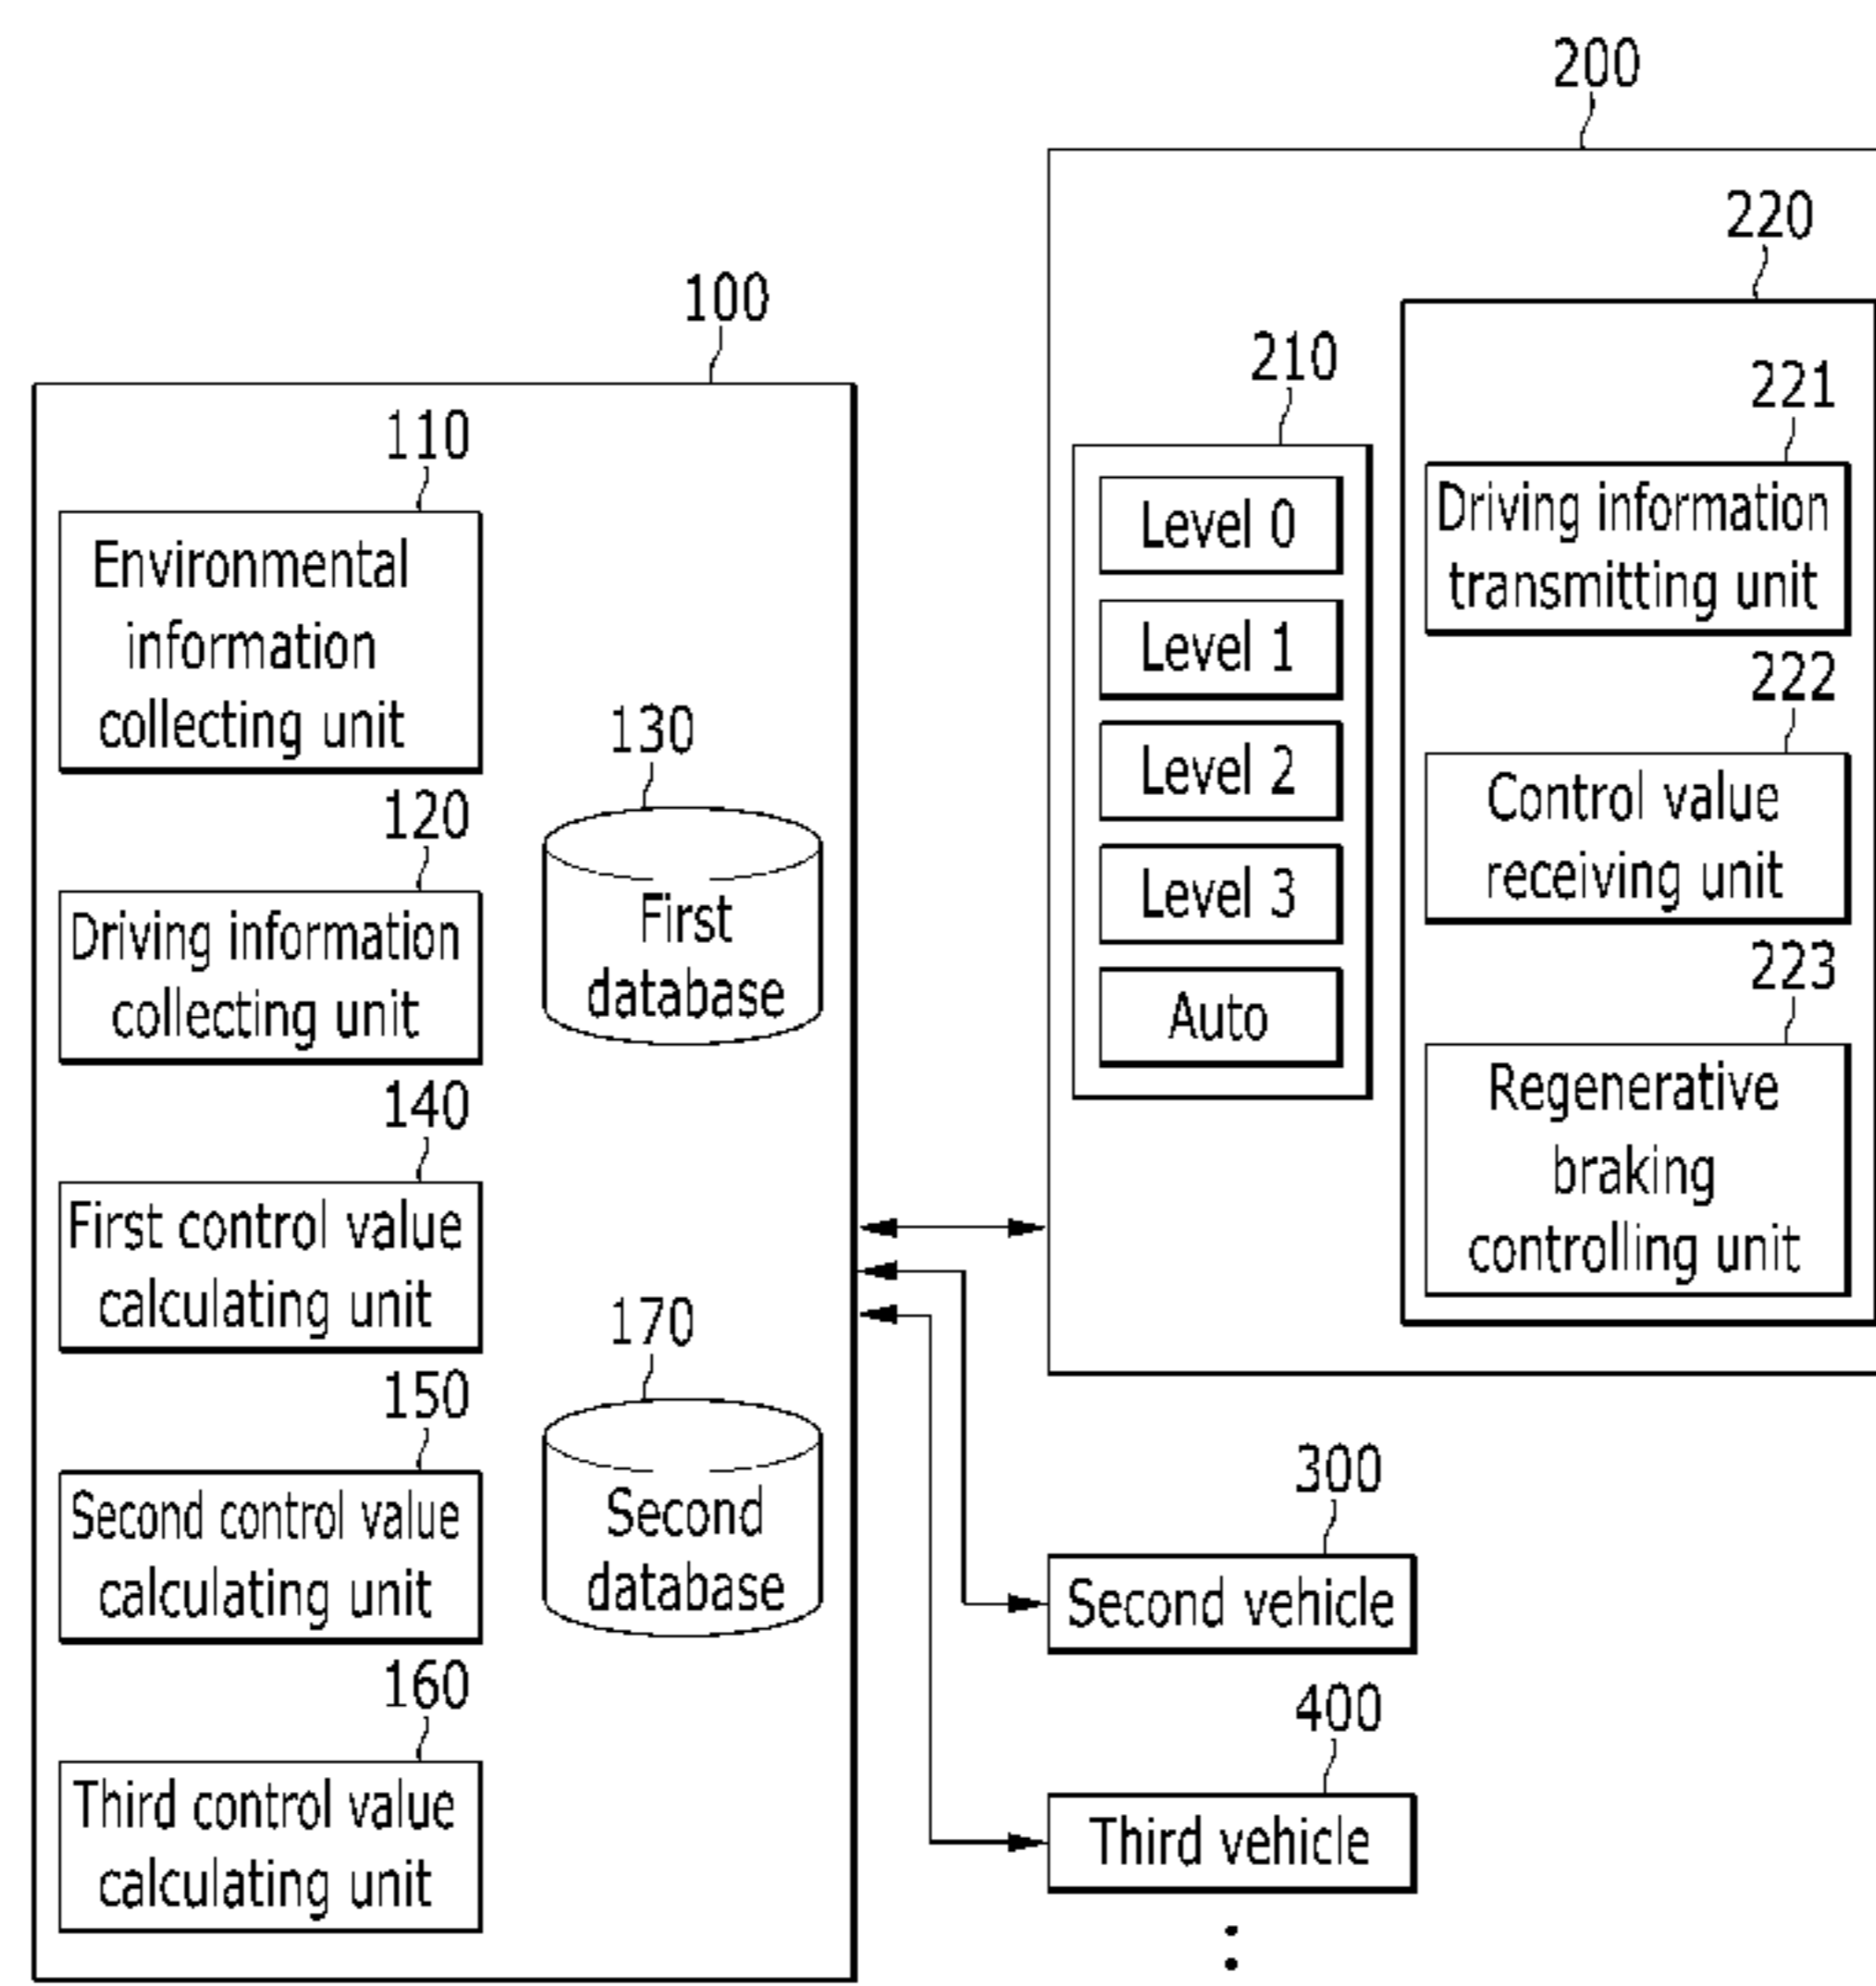 200
220
100
210
221
110
Level 0
Driving information
transmitting unit
Environmental
information
collecting unit
Level 1
222
130
Level 2
Control value
receiving unit
120
Level 3
First
database
Driving information
collecting unit
223
Auto
Regenerative
braking
controlling unit
140
First control value
calculating unit
170
150
Second
database
Second control value
calculating unit
300
Second vehicle
160
400
Third control value
calculating unit
Third vehicle